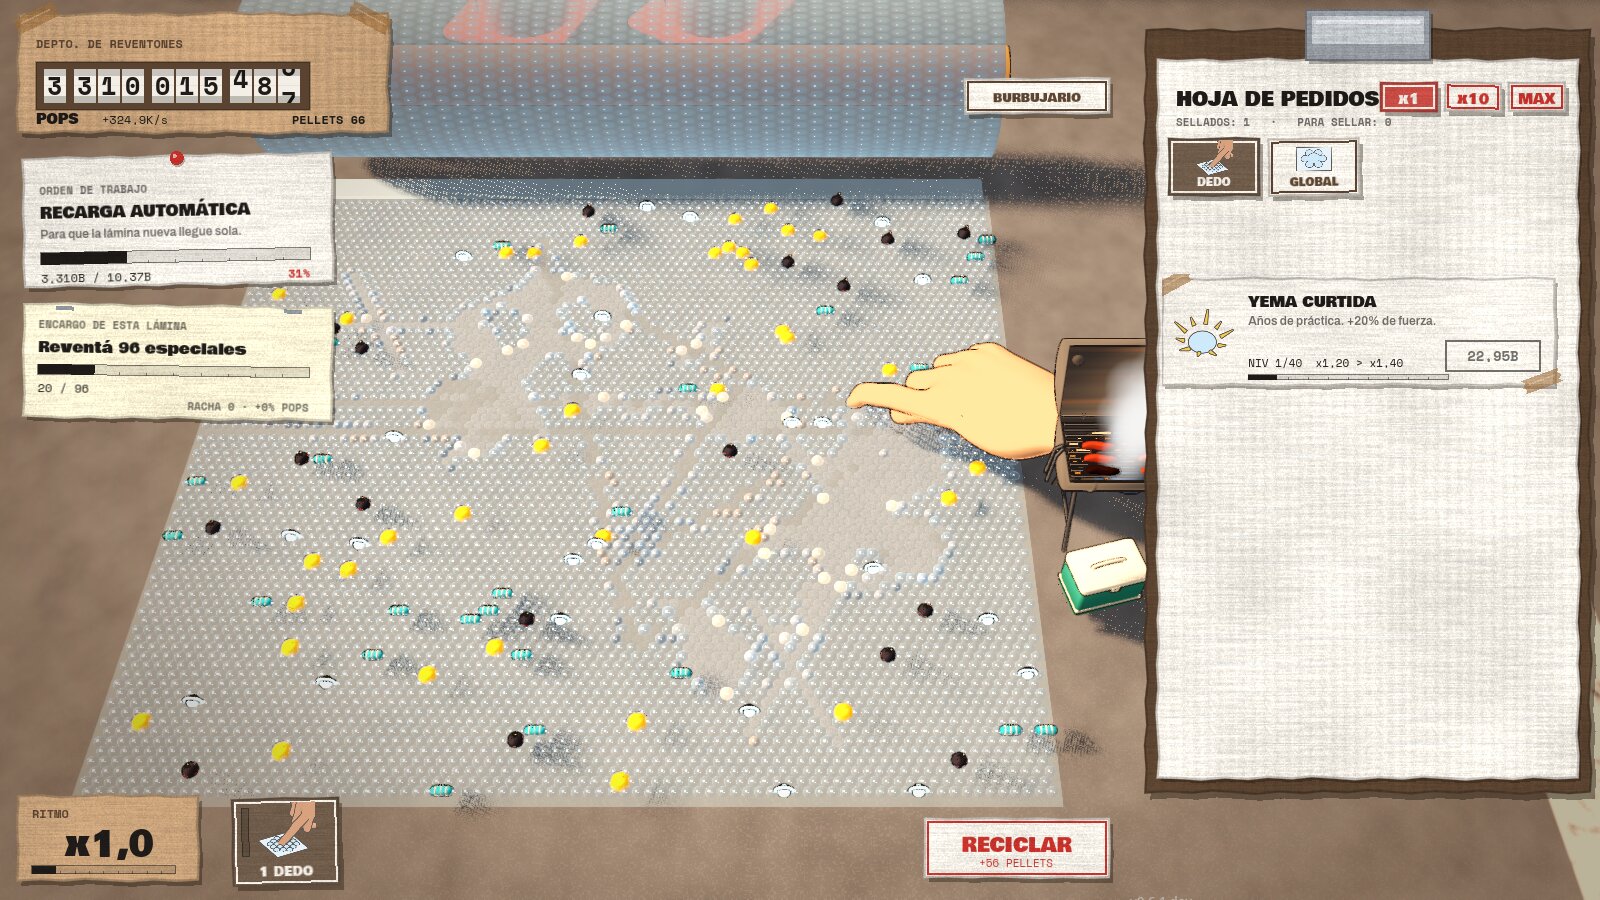 DEPTO. DE REVENTONES
3 310 015 48
POPS +324,9K/s PELLETS 66
ORDEN DE TRABAJO
RECARGA AUTOMÁTICA
Para que la lámina nueva llegue sola.
3,310B / 10,37B 31%
ENCARGO DE ESTA LÁMINA
Reventá 96 especiales
20 / 96
RACHA 0 · +0% POPS
RITMO
x1,0
1 DEDO
BURBUJARIO
RECICLAR
+56 PELLETS
HOJA DE PEDIDOS x1 x10 MAX
SELLADOS: 1 · PARA SELLAR: 0
DEDO GLOBAL
YEMA CURTIDA
Años de práctica. +20% de fuerza.
NIV 1/40 x1,20 > x1,40
22,95B